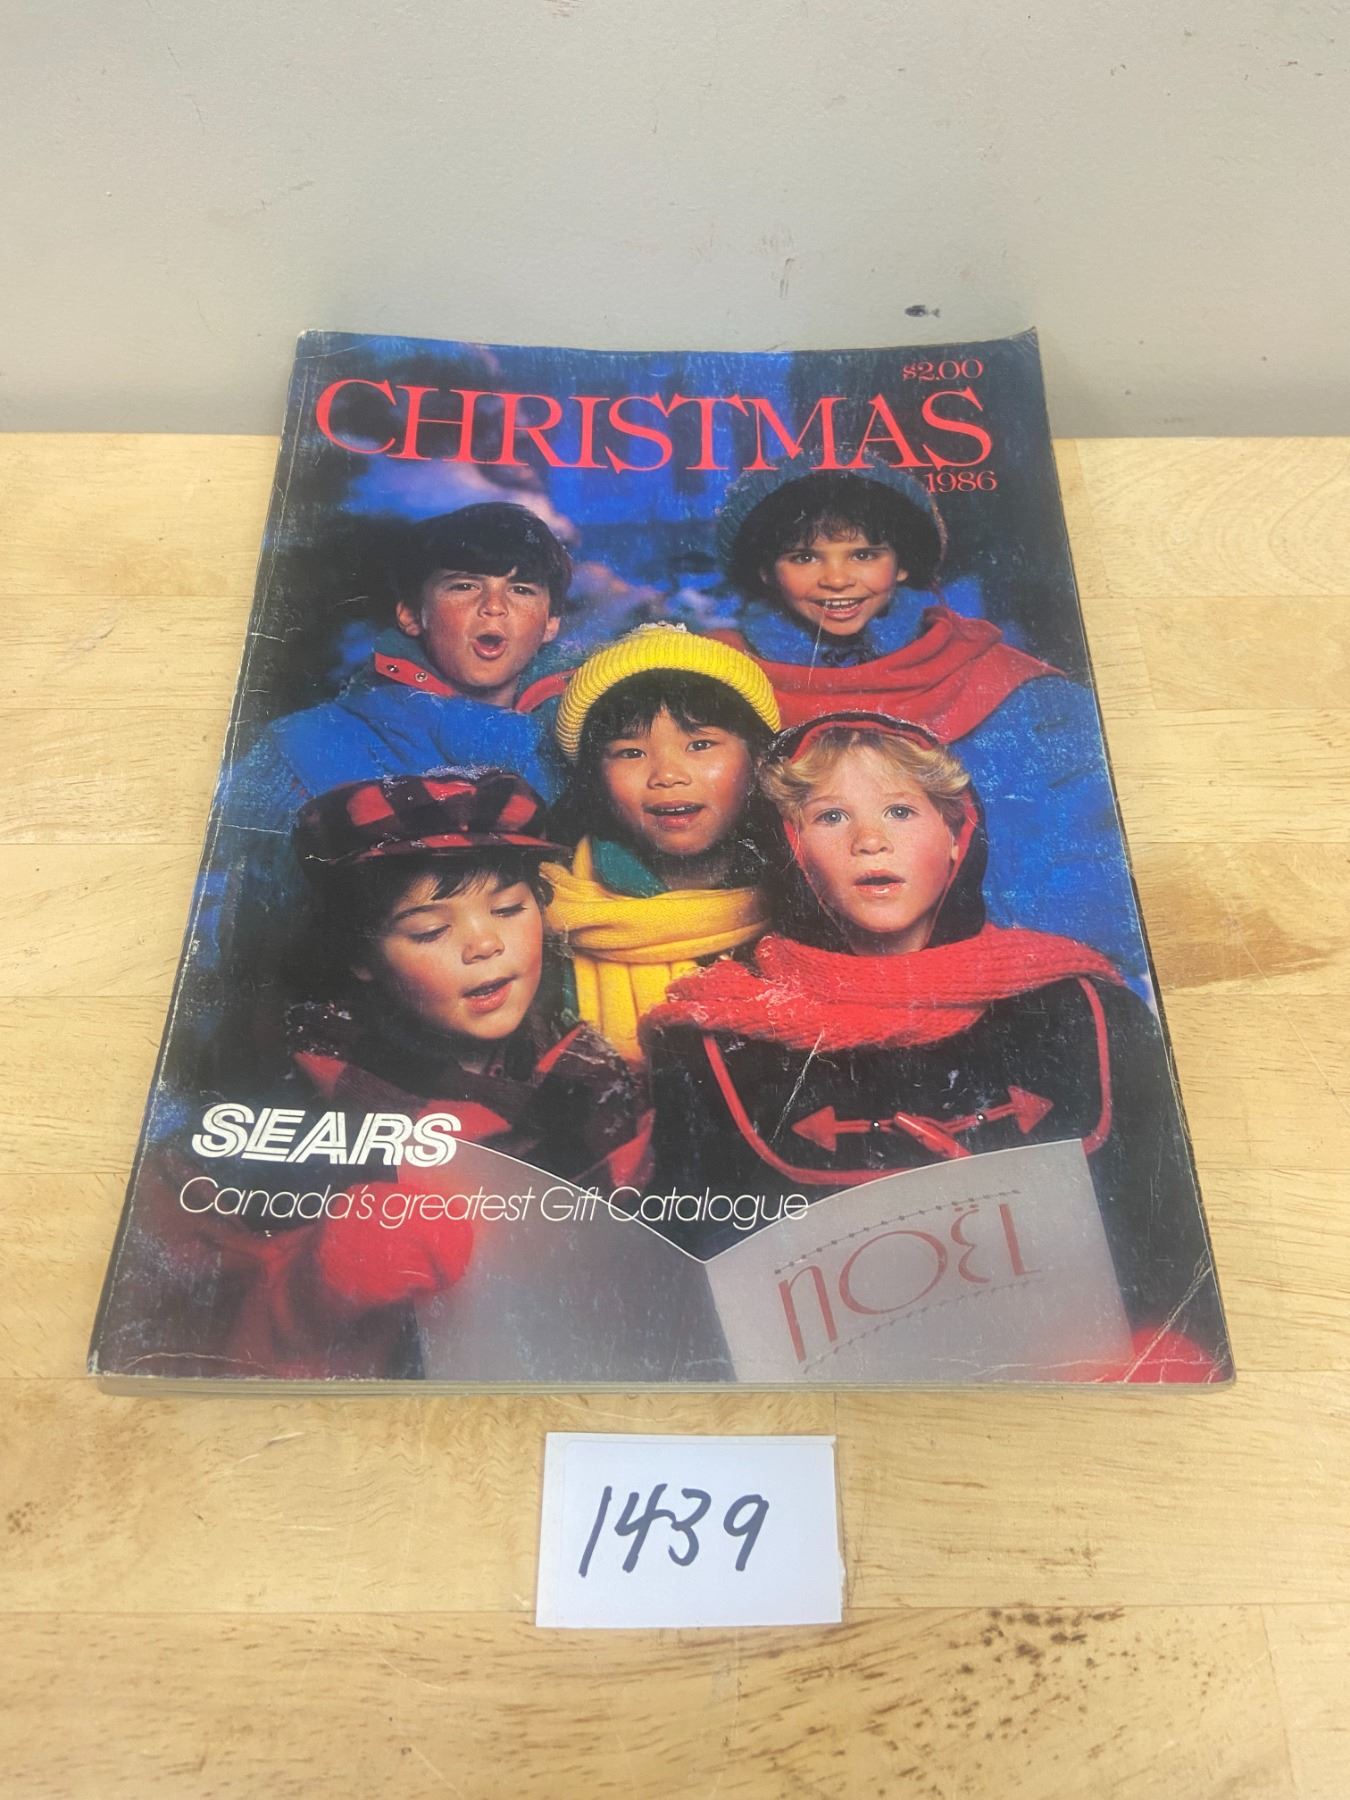 $2.00
CHRISTMAS
1986
SEARS
Canada's greatest Gift Catalogue
NOËL
1439